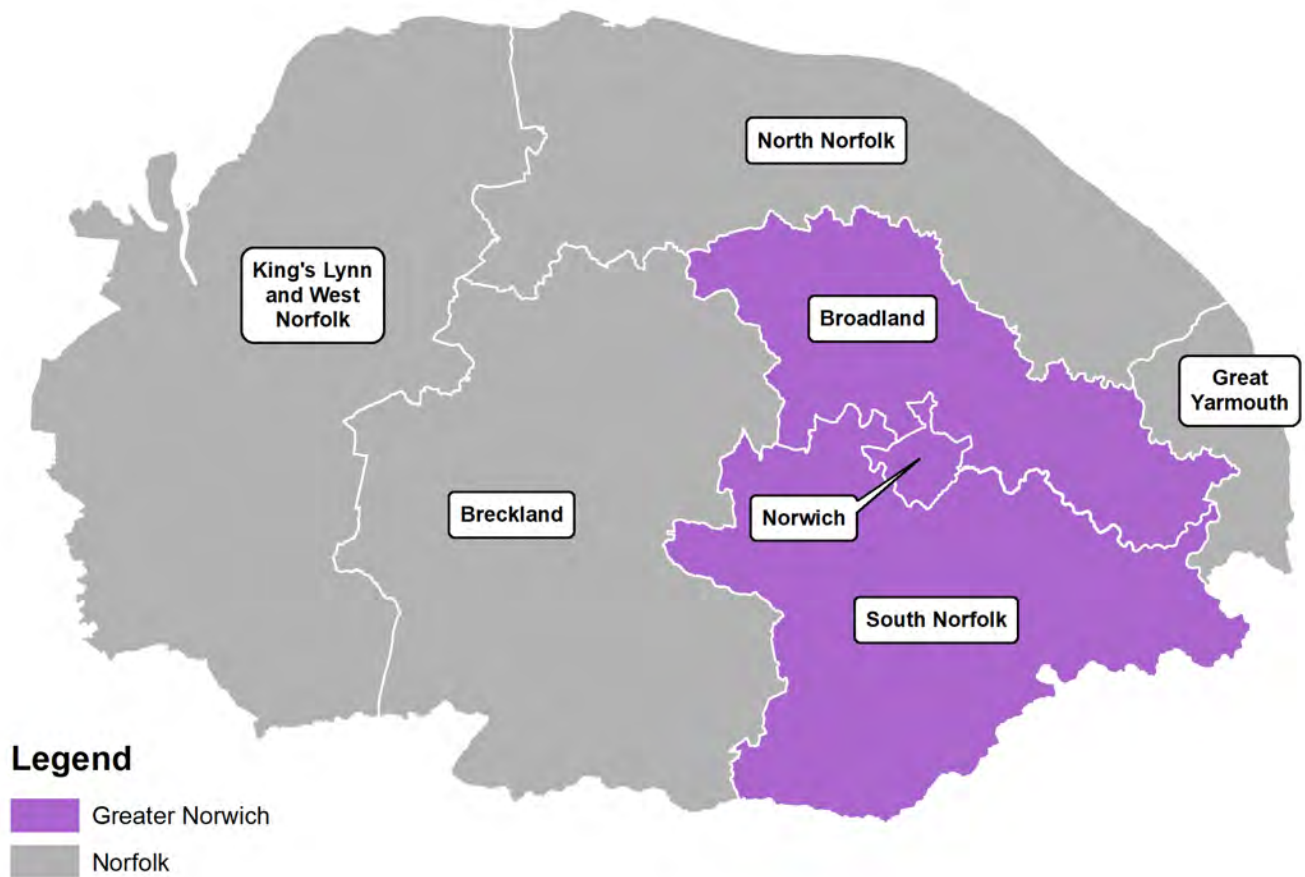 North Norfolk
King's Lynn
and West
Norfolk
Broadland
Great
Yarmouth
Breckland
Norwich
South Norfolk
Legend
Greater Norwich
Norfolk